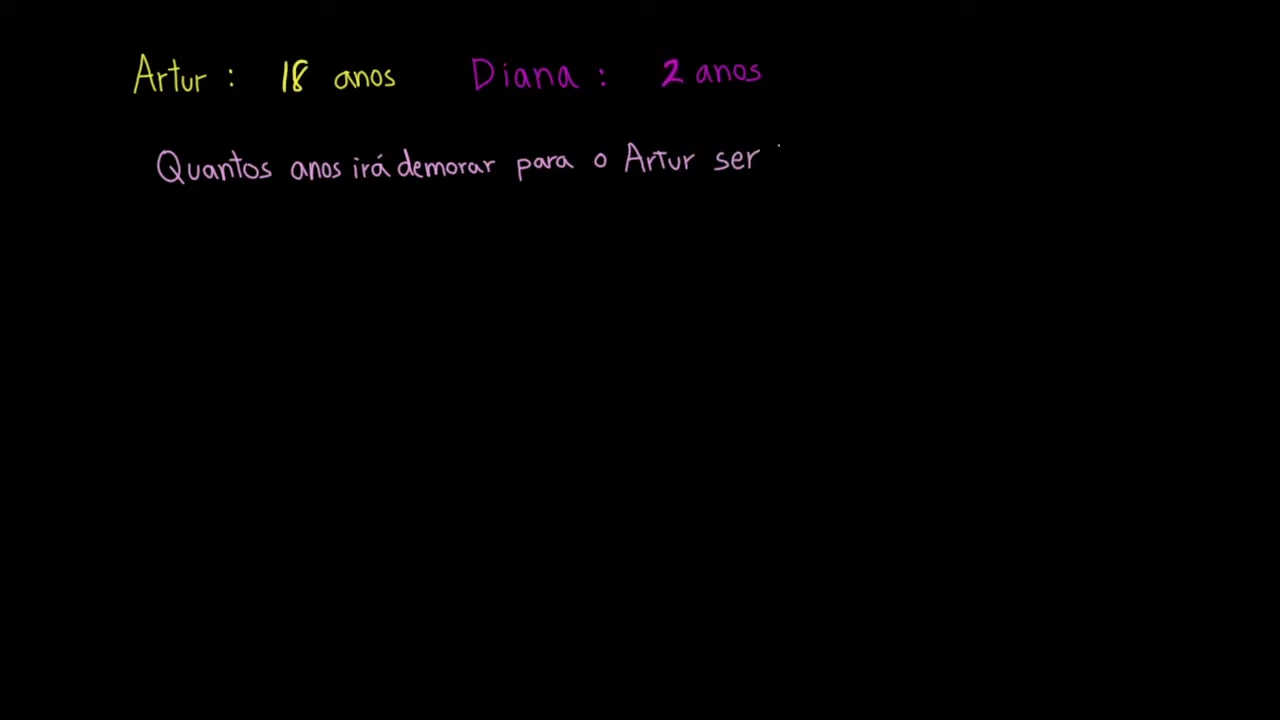 Artur : 18 anos Diana : 2 anos
Quantos anos irá demorar para o Artur ser